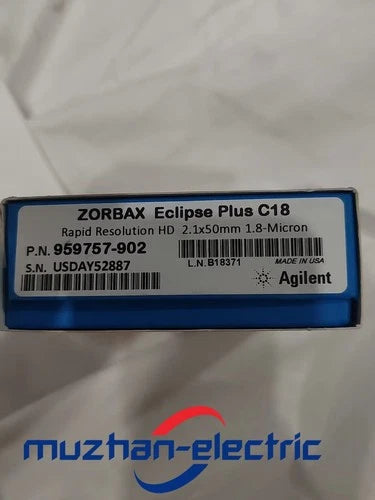 ZORBAX Eclipse Plus C18
Rapid Resolution HD 2.1x50mm 1.8-Micron
P.N. 959757-902
S.N. USDAY52887
L.N. B18371
MADE IN USA
Agilent
muzhan-electric